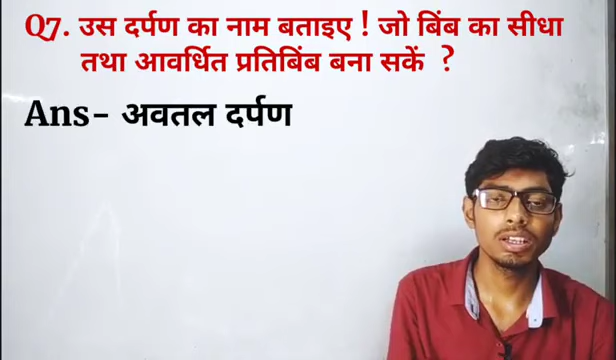 Q7. उस दर्पण का नाम बताइए ! जो बिंब का सीधा
तथा आवर्धित प्रतिबिंब बना सकें ?
Ans- अवतल दर्पण